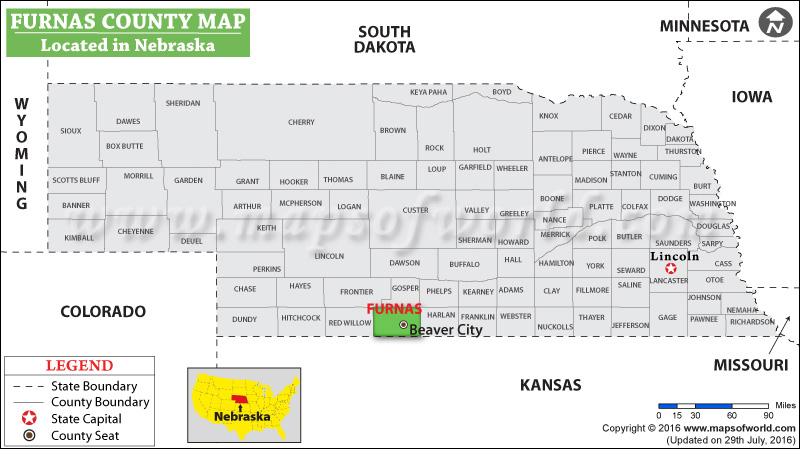 FURNAS COUNTY MAP
Located in Nebraska
SOUTH
DAKOTA
MINNESOTA
N
IOWA
WYOMING
COLORADO
KANSAS
MISSOURI
SIOUX
DAWES
SHERIDAN
BOX BUTTE
CHERRY
KEYA PAHA
BOYD
BROWN
ROCK
HOLT
KNOX
CEDAR
DIXON
DAKOTA
ANTELOPE
PIERCE
WAYNE
THURSTON
SCOTTS BLUFF
MORRILL
GARDEN
GRANT
HOOKER
THOMAS
BLAINE
LOUP
GARFIELD
WHEELER
MADISON
STANTON
CUMING
BURT
BANNER
ARTHUR
MCPHERSON
LOGAN
CUSTER
VALLEY
GREELEY
BOONE
PLATTE
COLFAX
DODGE
WASHINGTON
www.mapsofworld.com
KIMBALL
CHEYENNE
DEUEL
KEITH
LINCOLN
SHERMAN
HOWARD
NANCE
MERRICK
POLK
BUTLER
SAUNDERS
DOUGLAS
SARPY
PERKINS
DAWSON
BUFFALO
HALL
HAMILTON
YORK
SEWARD
Lincoln
LANCASTER
CASS
OTOE
CHASE
HAYES
FRONTIER
GOSPER
PHELPS
KEARNEY
ADAMS
CLAY
FILLMORE
SALINE
JOHNSON
NEMAHA
DUNDY
HITCHCOCK
RED WILLOW
FURNAS
Beaver City
HARLAN
FRANKLIN
WEBSTER
NUCKOLLS
THAYER
JEFFERSON
GAGE
PAWNEE
RICHARDSON
LEGEND
State Boundary
County Boundary
State Capital
County Seat
Nebraska
Miles
0 15 30 60 90
Copyright © 2016 www.mapsofworld.com
(Updated on 29th July, 2016)